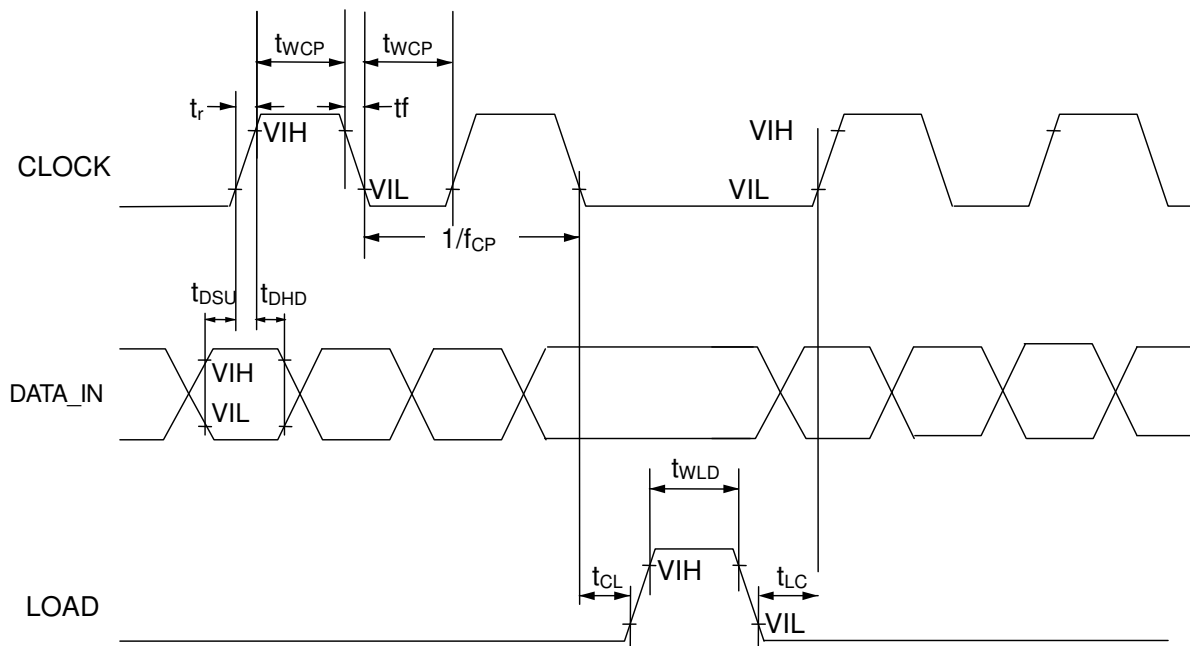 tWCP tWCP
tr tf
VIH VIH
CLOCK
VIL VIL
1/fCP
tDSU tDHD
VIH
DATA_IN
VIL
tWLD
tCL VIH tLC
LOAD
VIL